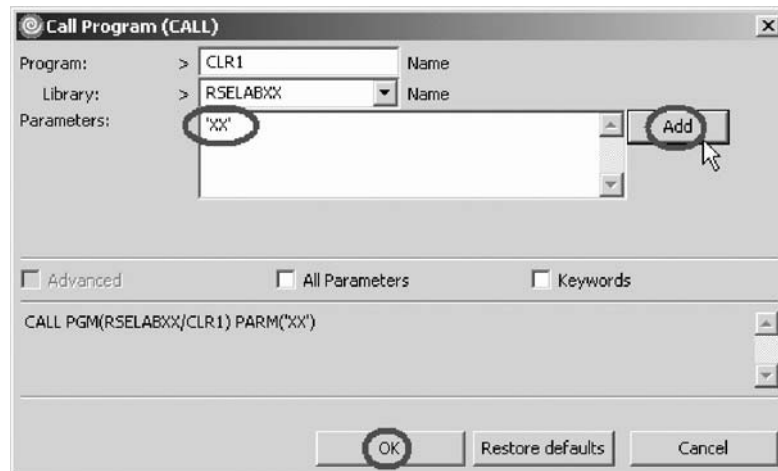 Call Program (CALL)
Program: > CLR1 Name
Library: > RSELABXX Name
Parameters: 'XX' Add
Advanced All Parameters Keywords
CALL PGM(RSELABXX/CLR1) PARM('XX')
OK Restore defaults Cancel